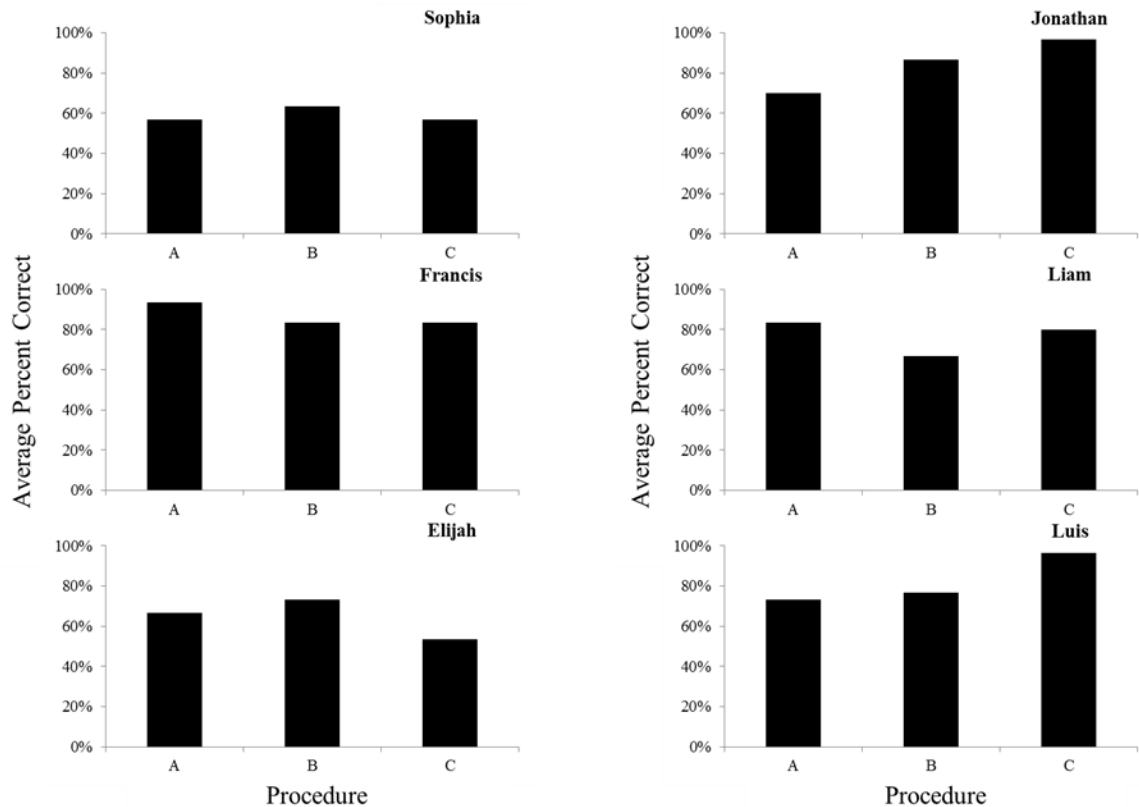 Sophia
100%
80%
60%
40%
20%
0%
A B C
Jonathan
100%
80%
60%
40%
20%
0%
A B C
Average Percent Correct
Francis
100%
80%
60%
40%
20%
0%
A B C
Average Percent Correct
Liam
100%
80%
60%
40%
20%
0%
A B C
Elijah
100%
80%
60%
40%
20%
0%
A B C
Procedure
Luis
100%
80%
60%
40%
20%
0%
A B C
Procedure